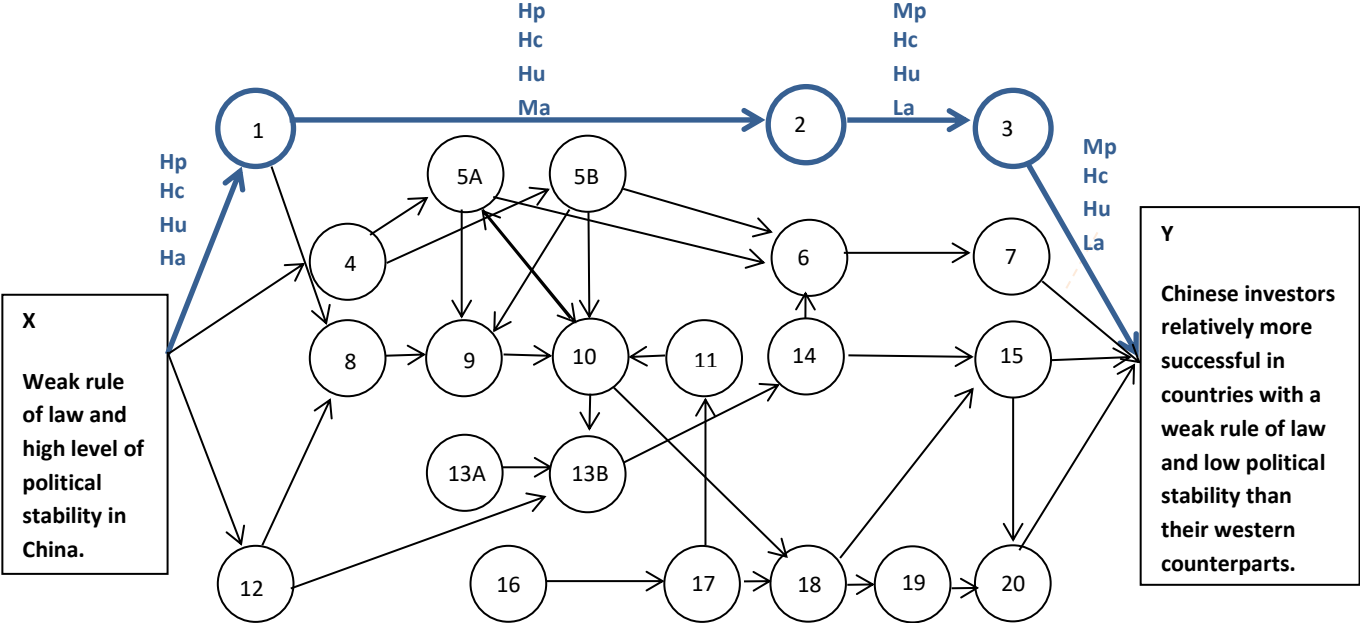 Hp
Hc
Hu
Ma
Mp
Hc
Hu
La
1
2
3
Hp
Hc
Hu
Ha
Mp
Hc
Hu
La
5A
5B
4
6
7
X
Weak rule
of law and
high level of
political
stability in
China.
Y
Chinese investors
relatively more
successful in
countries with a
weak rule of law
and low political
stability than
their western
counterparts.
8
9
10
11
14
15
13A
13B
12
16
17
18
19
20